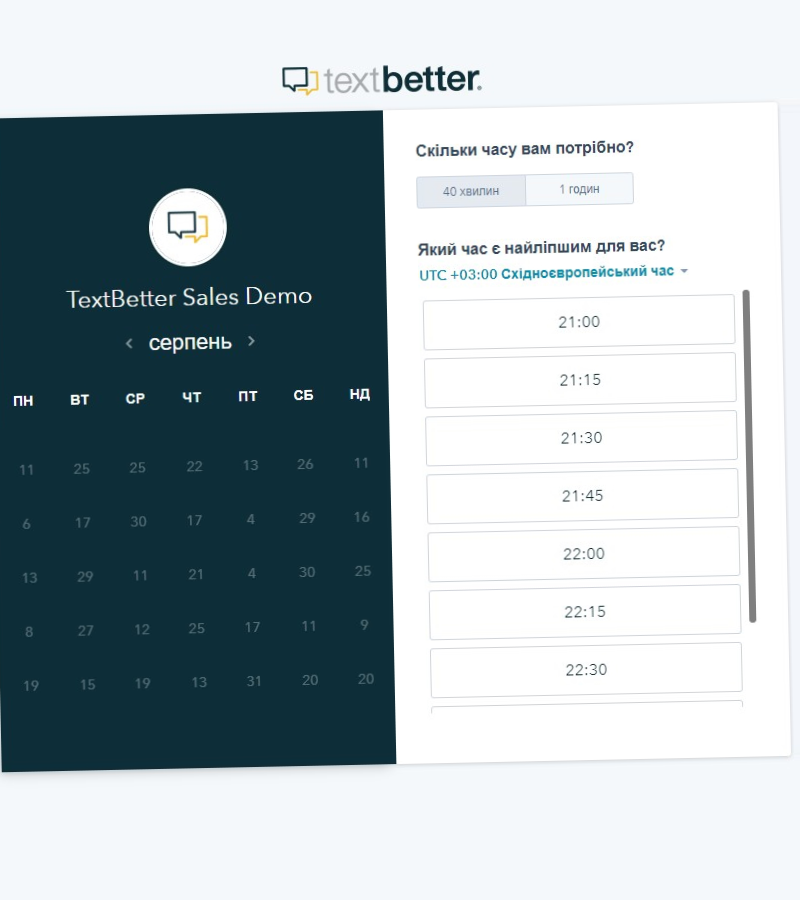 textbetter.
TextBetter Sales Demo
серпень
ПН ВТ СР ЧТ ПТ СБ НД
11 25 25 22 13 26 11
6 17 30 17 4 29 16
13 29 11 21 4 30 25
8 27 12 25 17 11 9
19 15 19 13 31 20 20
Скільки часу вам потрібно?
40 хвилин 1 годин
Який час є найліпшим для вас?
UTC +03:00 Східноєвропейський час
21:00
21:15
21:30
21:45
22:00
22:15
22:30